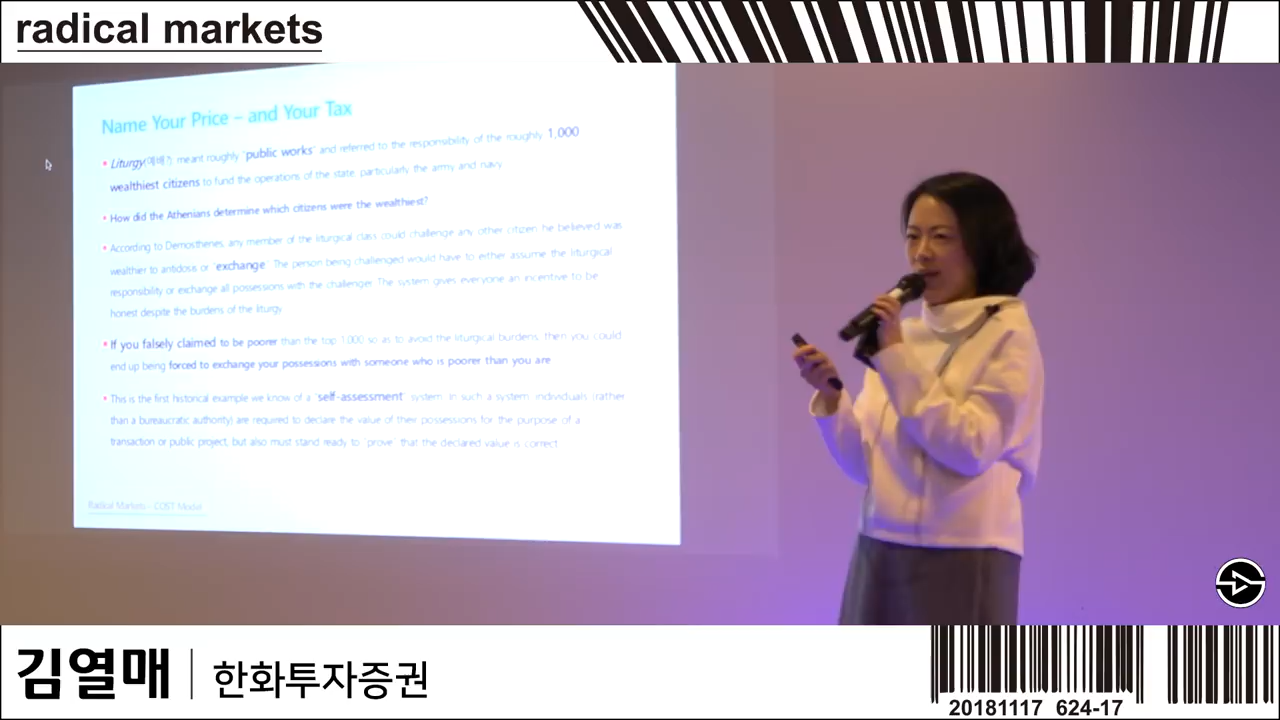 radical markets
Name Your Price – and Your Tax
• Liturgy(예배?) meant roughly "public works" and referred to the responsibility of the roughly 1,000
wealthiest citizens to fund the operations of the state, particularly the army and navy
• How did the Athenians determine which citizens were the wealthiest?
• According to Demosthenes, any member of the liturgical class could challenge any other citizen he believed was
wealthier to antidosis or "exchange" The person being challenged would have to either assume the liturgical
responsibility or exchange all possessions with the challenger. The system gives everyone an incentive to be
honest despite the burdens of the liturgy
• If you falsely claimed to be poorer than the top 1,000 so as to avoid the liturgical burdens, then you could
end up being forced to exchange your possessions with someone who is poorer than you are
• This is the first historical example we know of a "self-assessment" system. In such a system, individuals (rather
than a bureaucratic authority) are required to declare the value of their possessions for the purpose of a
transaction or public project, but also must stand ready to "prove" that the declared value is correct.
Radical Markets - COST Model
김열매 | 한화투자증권
20181117 624-17